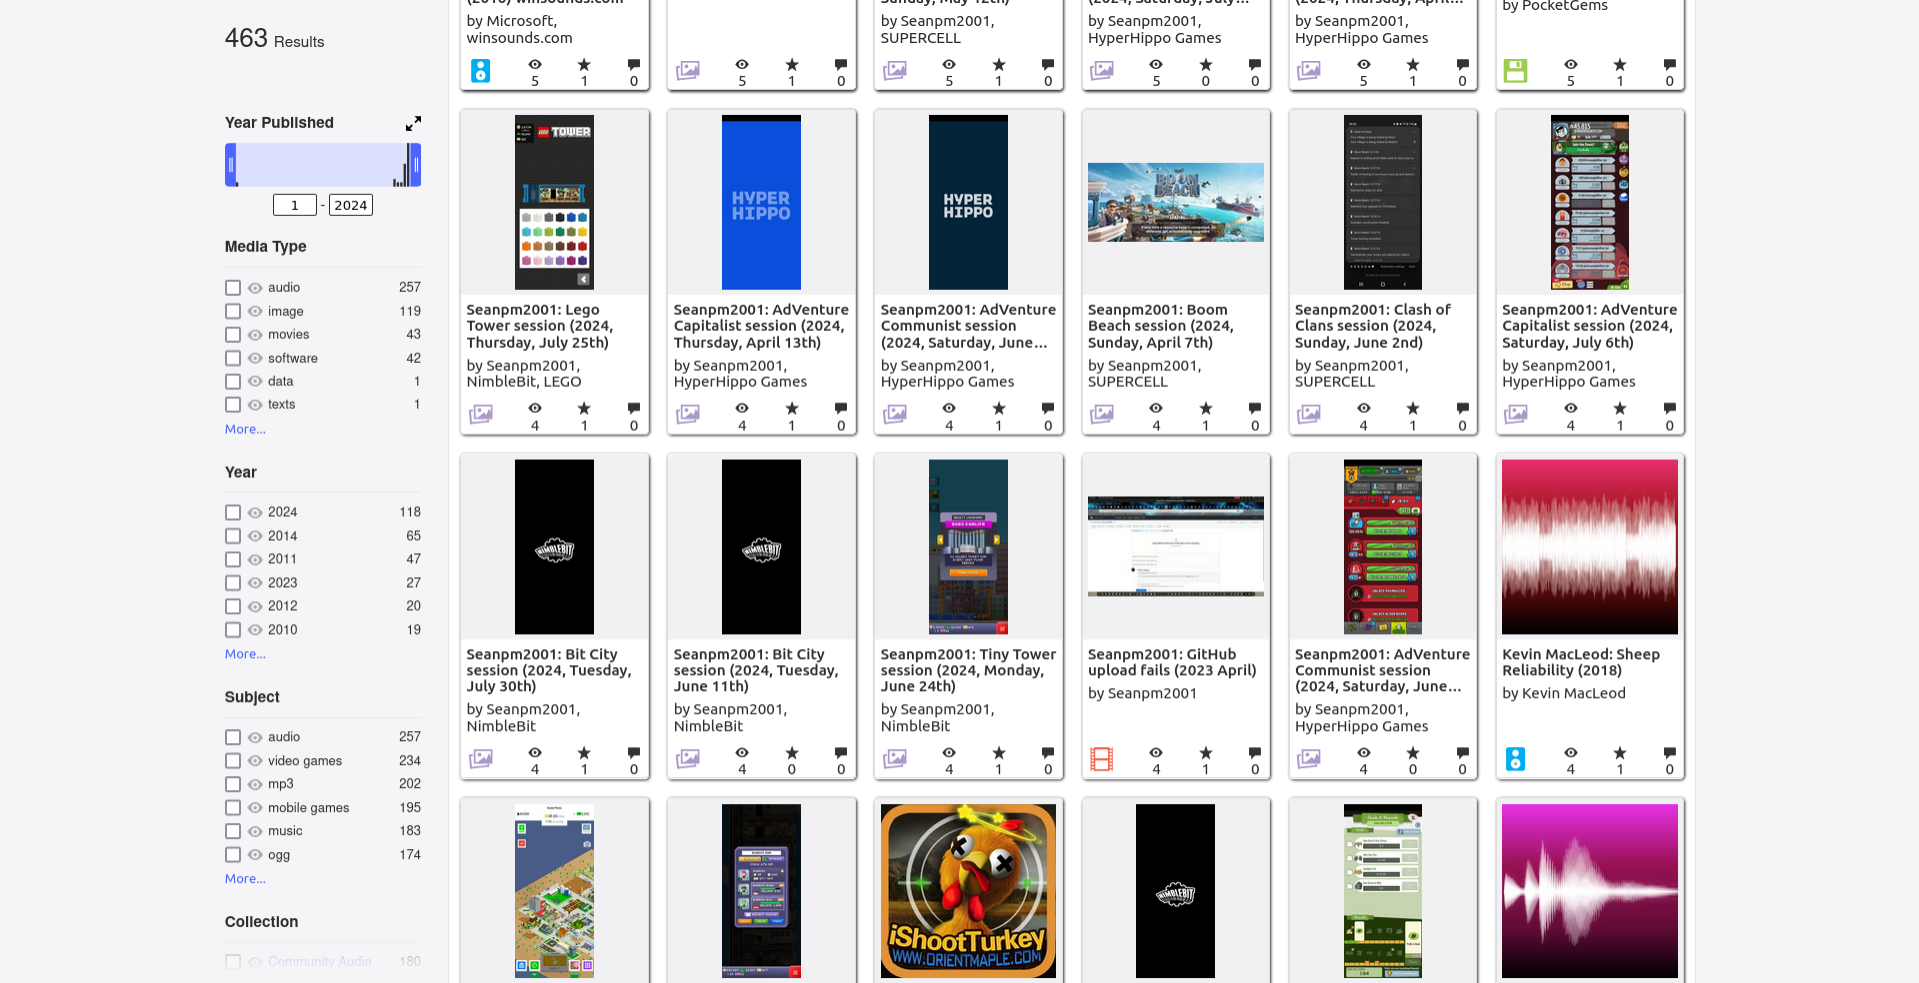 463 Results
Year Published
1 - 2024
Media Type
audio 257
image 119
movies 43
software 42
data 1
texts 1
More...
Year
2024 118
2014 65
2011 47
2023 27
2012 20
2010 19
More...
Subject
audio 257
video games 234
mp3 202
mobile games 195
music 183
ogg 174
More...
Collection
Community Audio 180
by Microsoft,
winsounds.com
5 1 0
5 1 0
by Seanpm2001,
SUPERCELL
5 1 0
by Seanpm2001,
HyperHippo Games
5 0 0
by Seanpm2001,
HyperHippo Games
5 1 0
by PocketGems
5 1 0
LEGO TOWER
Seanpm2001: Lego
Tower session (2024,
Thursday, July 25th)
by Seanpm2001,
NimbleBit, LEGO
4 1 0
HYPER
HIPPO
Seanpm2001: AdVenture
Capitalist session (2024,
Thursday, April 13th)
by Seanpm2001,
HyperHippo Games
4 1 0
HYPER
HIPPO
Seanpm2001: AdVenture
Communist session
(2024, Saturday, June...
by Seanpm2001,
HyperHippo Games
4 1 0
BOOM
BEACH
Seanpm2001: Boom
Beach session (2024,
Sunday, April 7th)
by Seanpm2001,
SUPERCELL
4 1 0
Seanpm2001: Clash of
Clans session (2024,
Sunday, June 2nd)
by Seanpm2001,
SUPERCELL
4 1 0
Seanpm2001: AdVenture
Capitalist session (2024,
Saturday, July 6th)
by Seanpm2001,
HyperHippo Games
4 1 0
NIMBLEBIT
Seanpm2001: Bit City
session (2024, Tuesday,
July 30th)
by Seanpm2001,
NimbleBit
4 1 0
NIMBLEBIT
Seanpm2001: Bit City
session (2024, Tuesday,
June 11th)
by Seanpm2001,
NimbleBit
4 0 0
Seanpm2001: Tiny Tower
session (2024, Monday,
June 24th)
by Seanpm2001,
NimbleBit
4 1 0
Seanpm2001: GitHub
upload fails (2023 April)
by Seanpm2001
4 1 0
Seanpm2001: AdVenture
Communist session
(2024, Saturday, June...
by Seanpm2001,
HyperHippo Games
4 0 0
Kevin MacLeod: Sheep
Reliability (2018)
by Kevin MacLeod
4 1 0
iShootTurkey
WWW.ORIENTMAPLE.COM
NIMBLEBIT